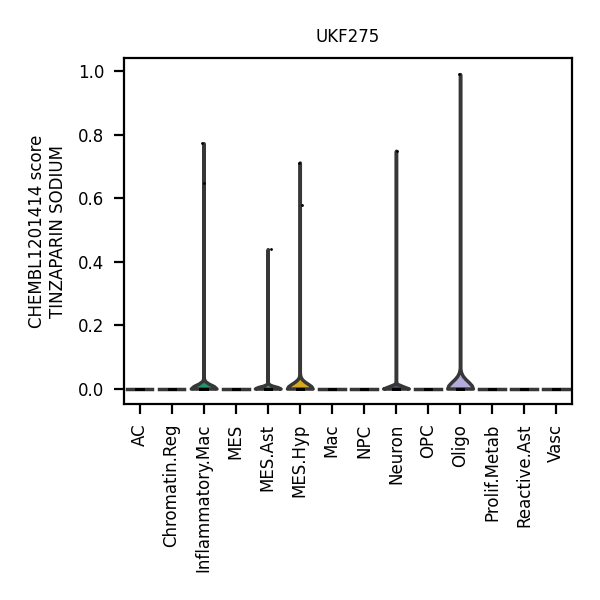 UKF275
CHEMBL1201414 score
TINZAPARIN SODIUM
1.0
0.8
0.6
0.4
0.2
0.0
AC
Chromatin.Reg
Inflammatory.Mac
MES
MES.Ast
MES.Hyp
Mac
NPC
Neuron
OPC
Oligo
Prolif.Metab
Reactive.Ast
Vasc